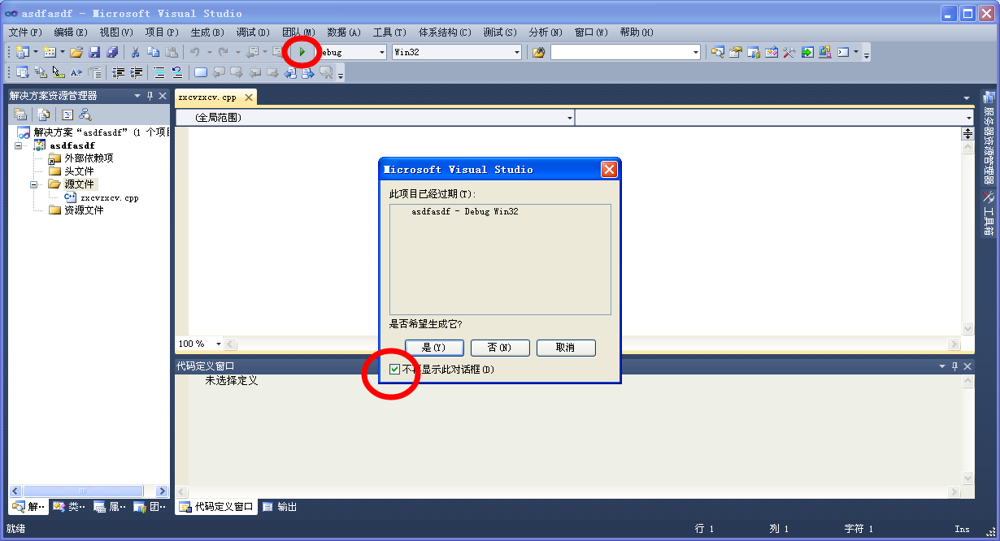 asdfasdf - Microsoft Visual Studio
文件(F) 编辑(E) 视图(V) 项目(P) 生成(B) 调试(D) 团队(M) 数据(A) 工具(T) 体系结构(C) 测试(S) 分析(N) 窗口(W) 帮助(H)
ebug Win32
解决方案资源管理器
zxcvzxcv.cpp
(全局范围)
解决方案“asdfasdf”(1 个项目
asdfasdf
外部依赖项
头文件
源文件
zxcvzxcv.cpp
资源文件
Microsoft Visual Studio
此项目已经过期(T):
asdfasdf - Debug Win32
是否希望生成它?
是(Y) 否(N) 取消
不再显示此对话框(D)
服务器资源管理器
工具箱
100 %
代码定义窗口
未选择定义
解·· 类·· 属·· 团··
代码定义窗口 输出
就绪 行 1 列 1 字符 1 Ins